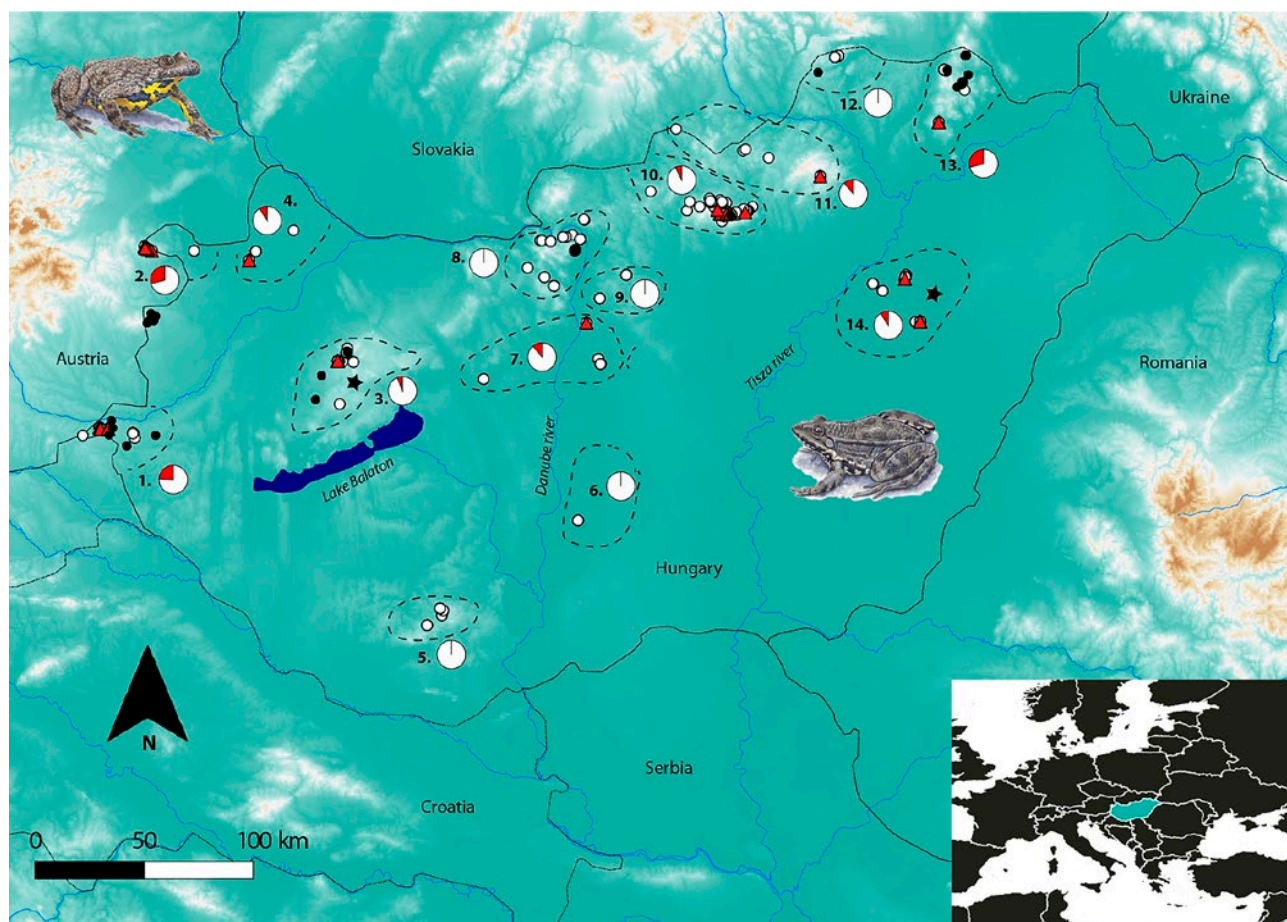 Ukraine
12.
Slovakia
13.
10.
4.
11.
8.
2.
9.
14.
7.
Austria
Tisza river
Romania
3.
Danube river
Lake Balaton
1.
6.
Hungary
5.
N
Serbia
Croatia
0 50 100 km